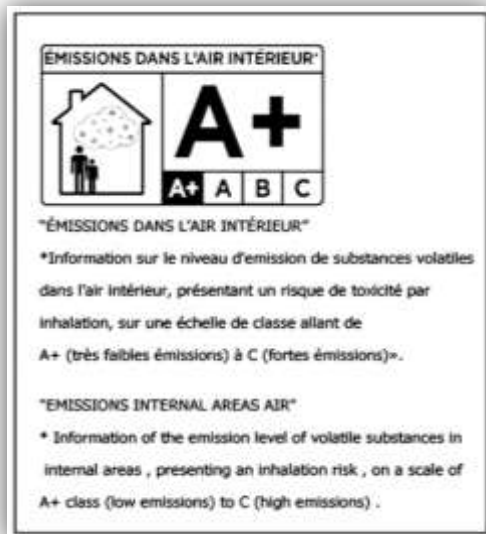 ÉMISSIONS DANS L'AIR INTÉRIEUR*
A+
A+ A B C
"ÉMISSIONS DANS L'AIR INTÉRIEUR"
*Information sur le niveau d'emission de substances volatiles
dans l'air intérieur, présentant un risque de toxicité par
inhalation, sur une échelle de classe allant de
A+ (très faibles émissions) à C (fortes émissions)».
"EMISSIONS INTERNAL AREAS AIR"
* Information of the emission level of volatile substances in
internal areas , presenting an inhalation risk , on a scale of
A+ class (low emissions) to C (high emissions) .